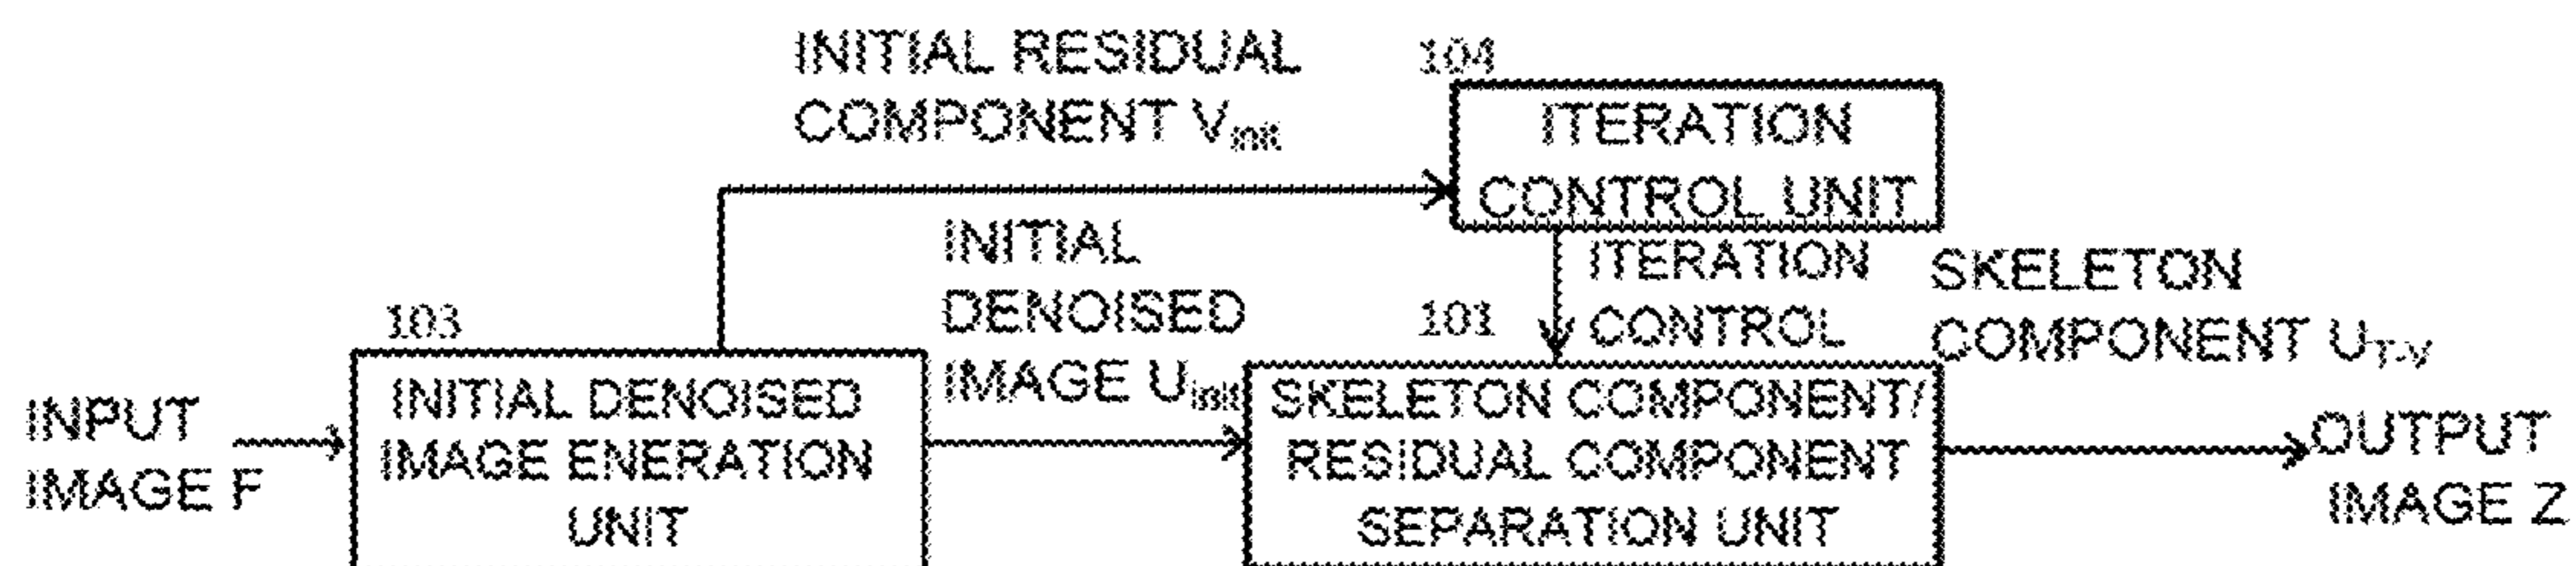 INITIAL RESIDUAL
COMPONENT Vinit
104
ITERATION
CONTROL UNIT
INITIAL
DENOISED
IMAGE Uinit
ITERATION
CONTROL
SKELETON
COMPONENT UT-V
103
101
INPUT
IMAGE F
INITIAL DENOISED
IMAGE ENERATION
UNIT
SKELETON COMPONENT/
RESIDUAL COMPONENT
SEPARATION UNIT
OUTPUT
IMAGE Z